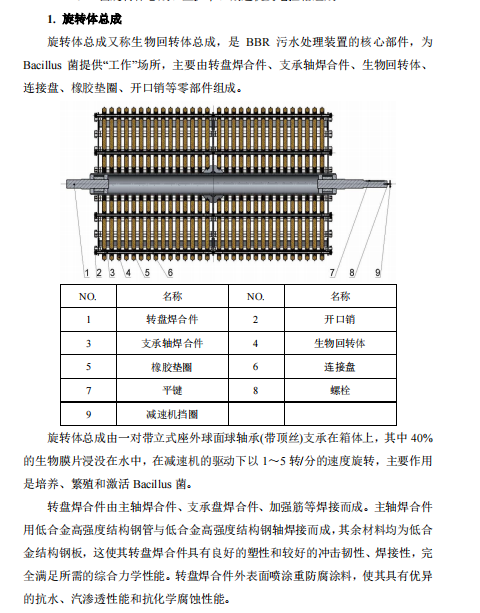 1. 旋转体总成
旋转体总成又称生物回转体总成，是 BBR 污水处理装置的核心部件，为
Bacillus 菌提供“工作”场所，主要由转盘焊合件、支承轴焊合件、生物回转体、
连接盘、橡胶垫圈、开口销等零部件组成。
1 2 3 4 5 6 7 8 9
NO. 名称 NO. 名称
1 转盘焊合件 2 开口销
3 支承轴焊合件 4 生物回转体
5 橡胶垫圈 6 连接盘
7 平键 8 螺栓
9 减速机挡圈
旋转体总成由一对带立式座外球面球轴承(带顶丝)支承在箱体上，其中 40%
的生物膜片浸没在水中，在减速机的驱动下以 1～5 转/分的速度旋转，主要作用
是培养、繁殖和激活 Bacillus 菌。
转盘焊合件由主轴焊合件、支承盘焊合件、加强筋等焊接而成。主轴焊合件
用低合金高强度结构钢管与低合金高强度结构钢轴焊接而成，其余材料均为低合
金结构钢板，这使其转盘焊合件具有良好的塑性和较好的冲击韧性、焊接性，完
全满足所需的综合力学性能。转盘焊合件外表面喷涂重防腐涂料，使其具有优异
的抗水、汽渗透性能和抗化学腐蚀性能。